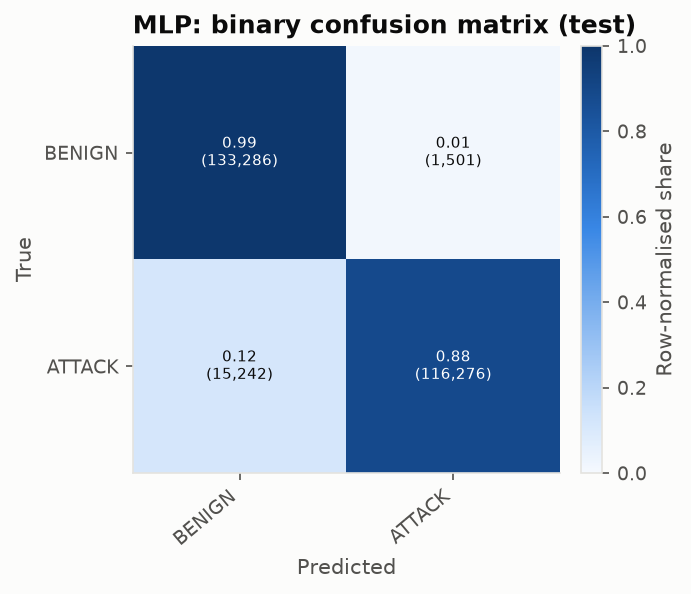 MLP: binary confusion matrix (test)
1.0
0.8
0.6
0.4
0.2
0.0
Row-normalised share
True
BENIGN
0.99
(133,286)
0.01
(1,501)
ATTACK
0.12
(15,242)
0.88
(116,276)
BENIGN
ATTACK
Predicted